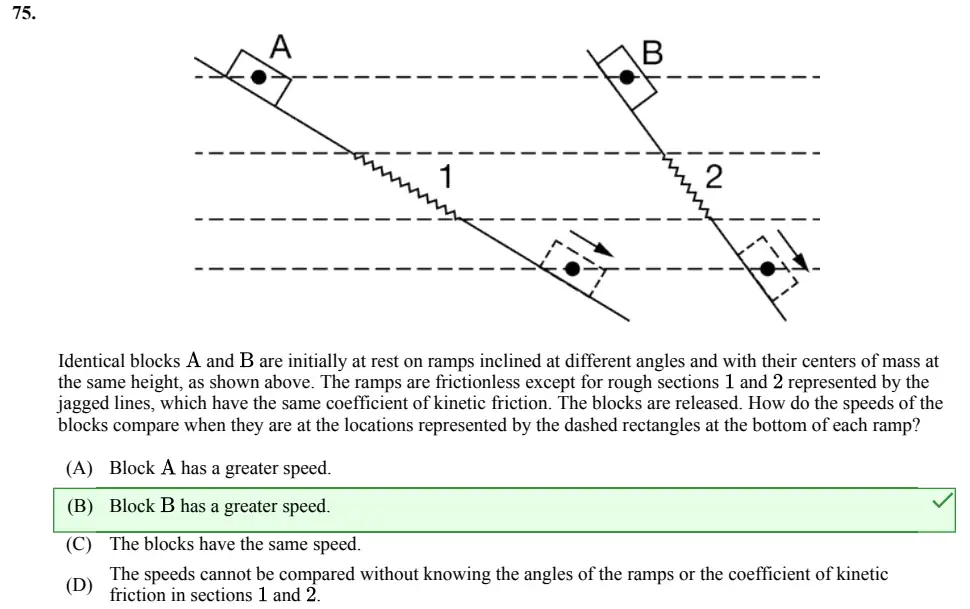 75.
A
B
1
2
Identical blocks A and B are initially at rest on ramps inclined at different angles and with their centers of mass at
the same height, as shown above. The ramps are frictionless except for rough sections 1 and 2 represented by the
jagged lines, which have the same coefficient of kinetic friction. The blocks are released. How do the speeds of the
blocks compare when they are at the locations represented by the dashed rectangles at the bottom of each ramp?
(A) Block A has a greater speed.
(B) Block B has a greater speed.
(C) The blocks have the same speed.
(D) The speeds cannot be compared without knowing the angles of the ramps or the coefficient of kinetic
friction in sections 1 and 2.